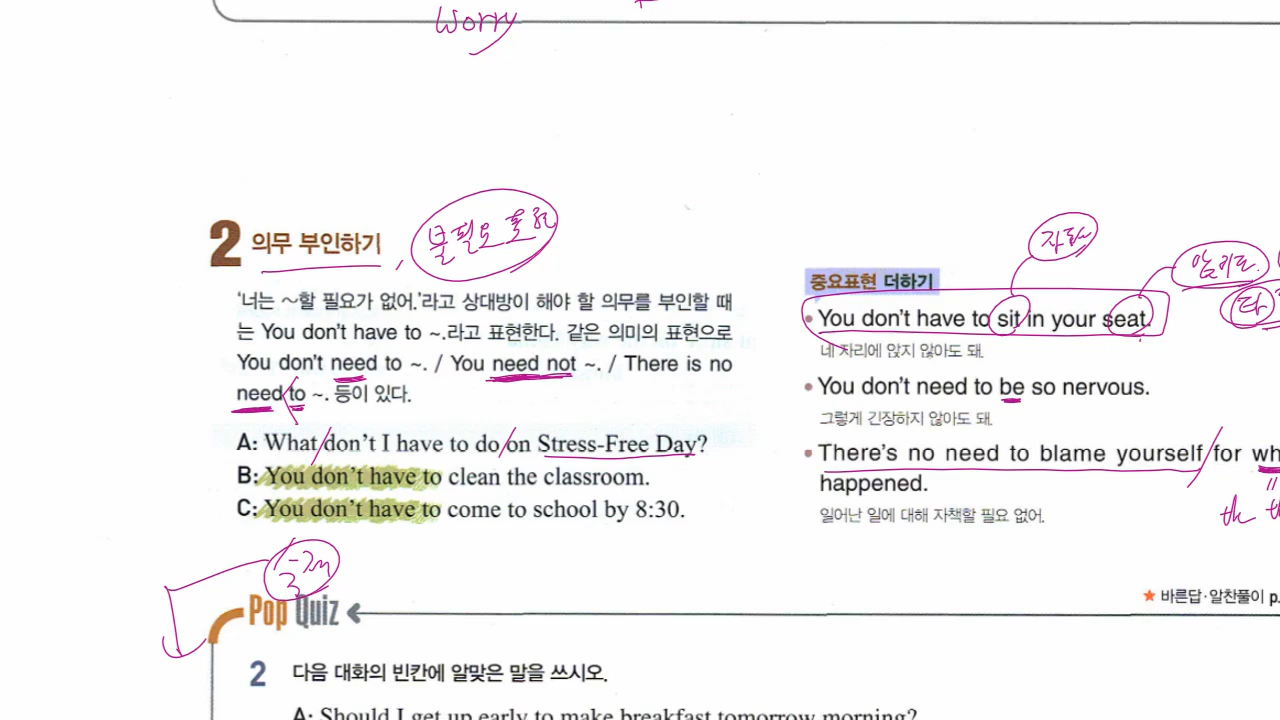 worry
2 의무 부인하기 , 불필요 표현
'너는 ~할 필요가 없어.'라고 상대방이 해야 할 의무를 부인할 때
는 You don't have to ~.라고 표현한다. 같은 의미의 표현으로
You don't need to ~. / You need not ~. / There is no
need to ~. 등이 있다.
A: What don't I have to do on Stress-Free Day?
B: You don't have to clean the classroom.
C: You don't have to come to school by 8:30.
자
타
중요표현 더하기
• You don't have to sit in your seat.
네 자리에 앉지 않아도 돼.
• You don't need to be so nervous.
그렇게 긴장하지 않아도 돼.
• There's no need to blame yourself for wh
happened.
일어난 일에 대해 자책할 필요 없어.
★ 바른답·알찬풀이 p.
Pop Quiz
2 다음 대화의 빈칸에 알맞은 말을 쓰시오.
A: Should I get up early to make breakfast tomorrow morning?